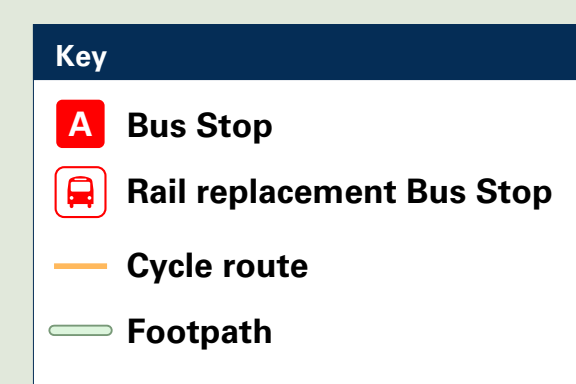 Key
A Bus Stop
Rail replacement Bus Stop
Cycle route
Footpath